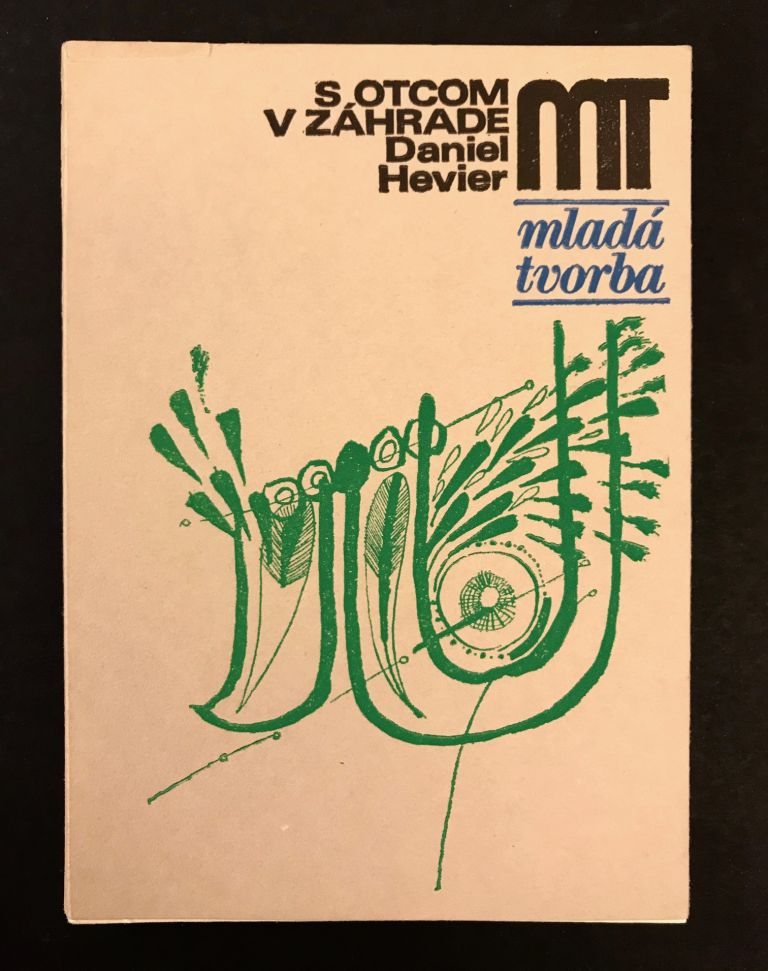 S OTCOM
V ZÁHRADE
Daniel
Hevier
MT
mladá
tvorba